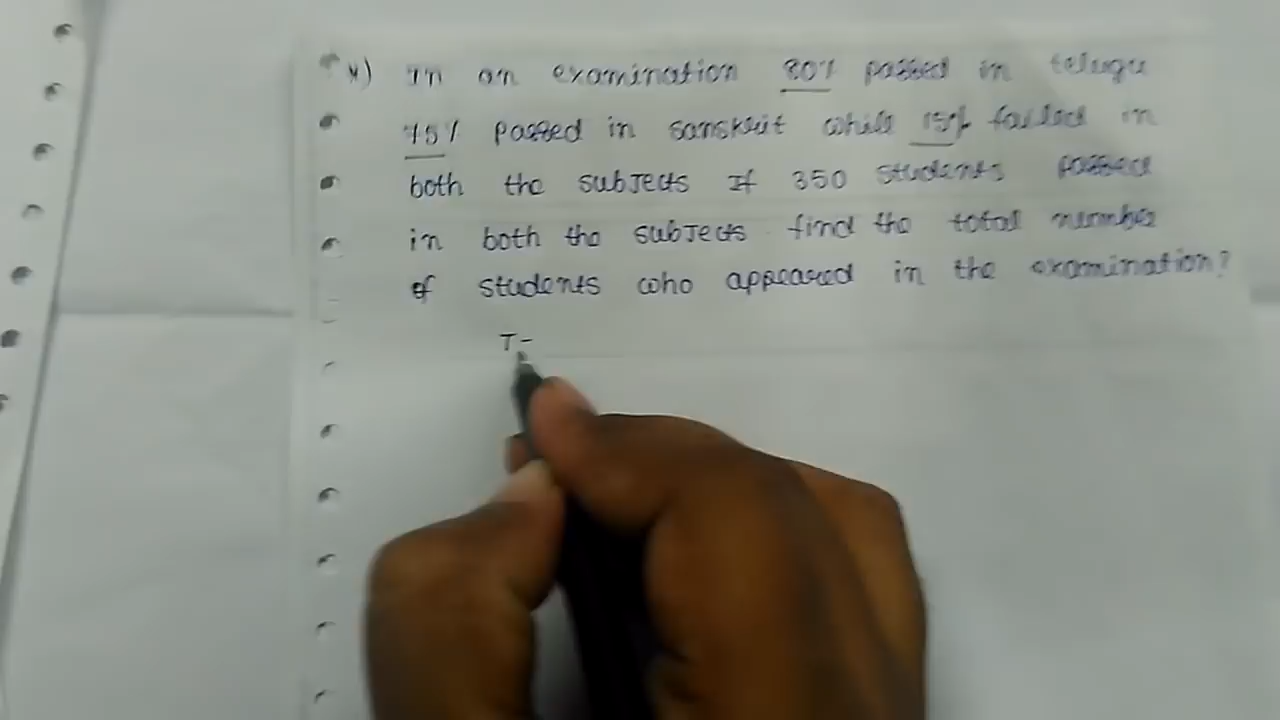 4) In an examination 80% passed in telugu
75% passed in sanskrit while 15% failed in
both the subjects If 350 students passed
in both the subjects find the total number
of students who appeared in the examination?
T-